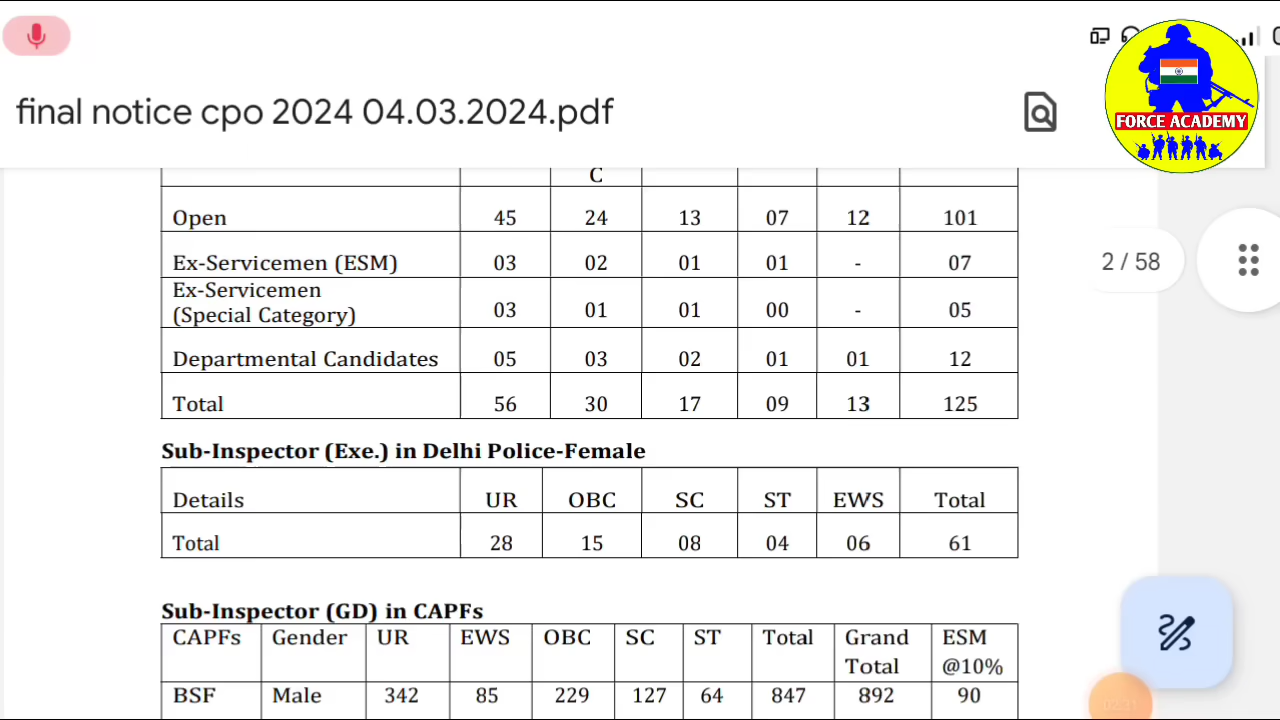 final notice cpo 2024 04.03.2024.pdf
FORCE ACADEMY
2 / 58
C
Open 45 24 13 07 12 101
Ex-Servicemen (ESM) 03 02 01 01 - 07
Ex-Servicemen
(Special Category) 03 01 01 00 - 05
Departmental Candidates 05 03 02 01 01 12
Total 56 30 17 09 13 125
Sub-Inspector (Exe.) in Delhi Police-Female
Details UR OBC SC ST EWS Total
Total 28 15 08 04 06 61
Sub-Inspector (GD) in CAPFs
CAPFs Gender UR EWS OBC SC ST Total Grand ESM
Total @10%
BSF Male 342 85 229 127 64 847 892 90